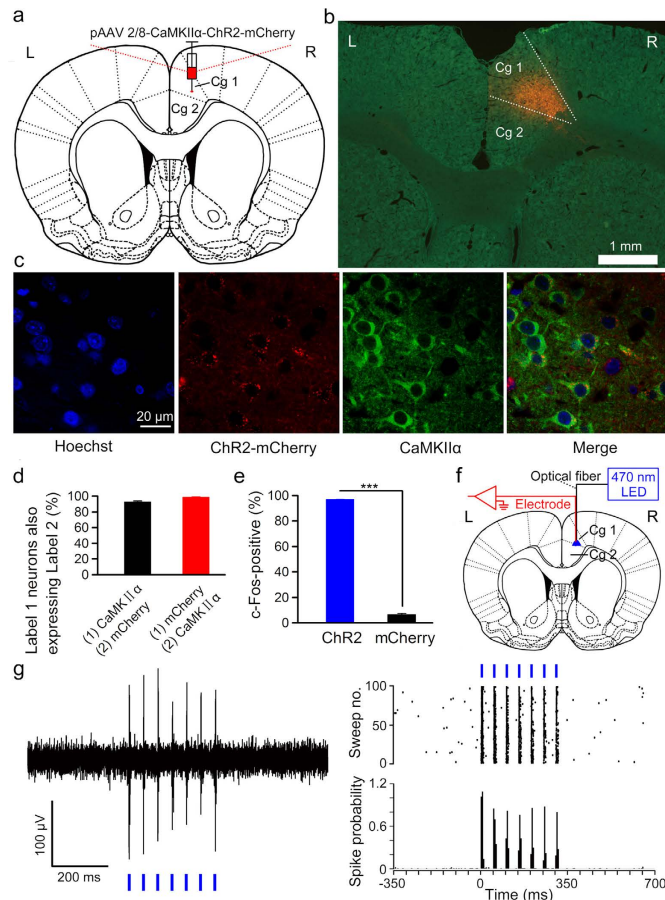 a
pAAV 2/8-CaMKIIα-ChR2-mCherry
L
R
Cg 1
Cg 2
b
L
R
Cg 1
Cg 2
1 mm
c
20 µm
Hoechst
ChR2-mCherry
CaMKIIα
Merge
d
Label 1 neurons also
expressing Label 2 (%)
100
80
60
40
20
0
(1) CaMKIIα
(2) mCherry
(1) mCherry
(2) CaMKIIα
e
c-Fos-positive (%)
100
80
60
40
20
0
***
ChR2
mCherry
f
Optical fiber
470 nm
LED
Electrode
L
R
Cg 1
Cg 2
g
100 µV
200 ms
Sweep no.
100
50
0
Spike probability
1.2
0.6
0
-350
0
350
700
Time (ms)